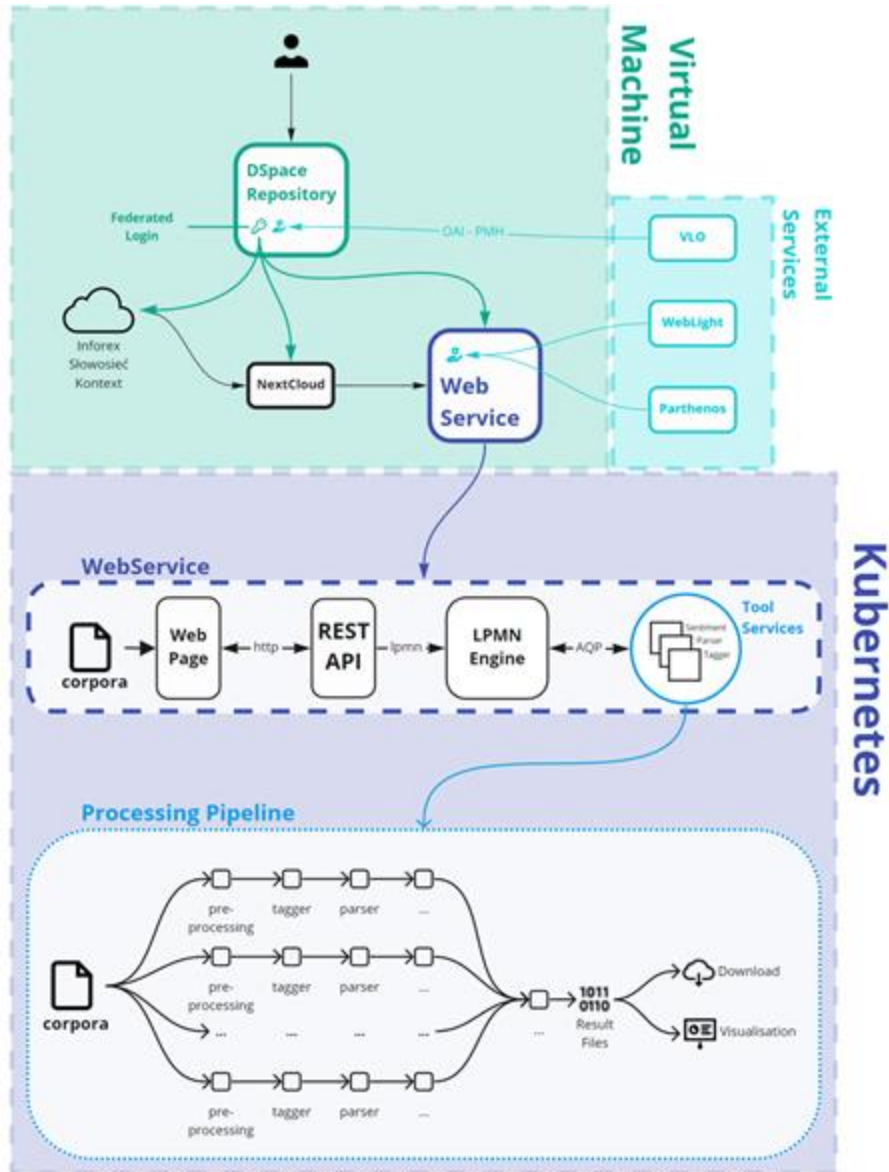 Virtual
Machine
DSpace
Repository
Federated
Login
OAI - PMH
External
Services
VLO
WebLight
Parthenos
Inforex
Słowosieć
Kontext
NextCloud
Web
Service
Kubernetes
WebService
corpora
Web
Page
http
REST
API
lpmn
LPMN
Engine
AQP
Tool
Services
Sentiment
Parser
Tagger
Processing Pipeline
corpora
pre-
processing
tagger
parser
...
pre-
processing
tagger
parser
...
...
...
...
...
pre-
processing
tagger
parser
...
...
1011
0110
Result
Files
Download
Visualisation